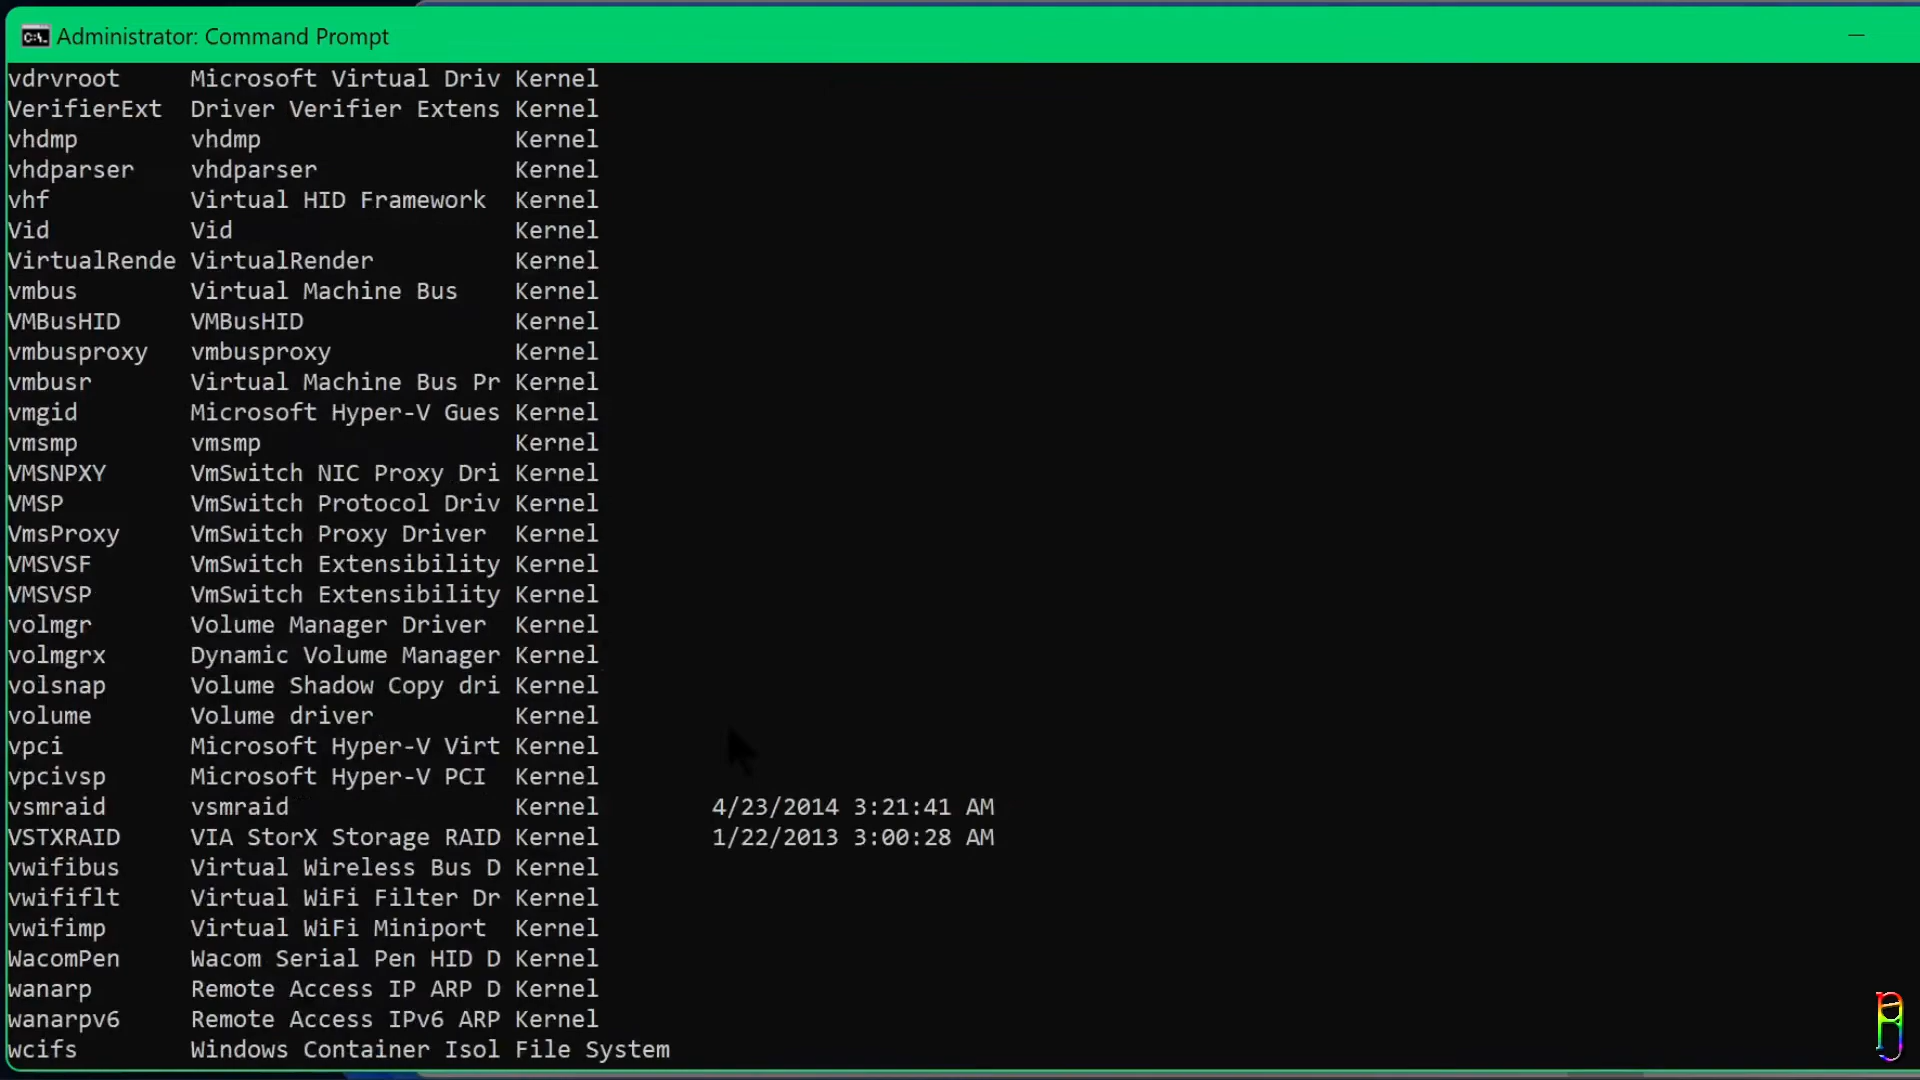 Administrator: Command Prompt
vdrvroot Microsoft Virtual Driv Kernel
VerifierExt Driver Verifier Extens Kernel
vhdmp vhdmp Kernel
vhdparser vhdparser Kernel
vhf Virtual HID Framework Kernel
Vid Vid Kernel
VirtualRende VirtualRender Kernel
vmbus Virtual Machine Bus Kernel
VMBusHID VMBusHID Kernel
vmbusproxy vmbusproxy Kernel
vmbusr Virtual Machine Bus Pr Kernel
vmgid Microsoft Hyper-V Gues Kernel
vmsmp vmsmp Kernel
VMSNPXY VmSwitch NIC Proxy Dri Kernel
VMSP VmSwitch Protocol Driv Kernel
VmsProxy VmSwitch Proxy Driver Kernel
VMSVSF VmSwitch Extensibility Kernel
VMSVSP VmSwitch Extensibility Kernel
volmgr Volume Manager Driver Kernel
volmgrx Dynamic Volume Manager Kernel
volsnap Volume Shadow Copy dri Kernel
volume Volume driver Kernel
vpci Microsoft Hyper-V Virt Kernel
vpcivsp Microsoft Hyper-V PCI Kernel
vsmraid vsmraid Kernel 4/23/2014 3:21:41 AM
VSTXRAID VIA StorX Storage RAID Kernel 1/22/2013 3:00:28 AM
vwifibus Virtual Wireless Bus D Kernel
vwififlt Virtual WiFi Filter Dr Kernel
vwifimp Virtual WiFi Miniport Kernel
WacomPen Wacom Serial Pen HID D Kernel
wanarp Remote Access IP ARP D Kernel
wanarpv6 Remote Access IPv6 ARP Kernel
wcifs Windows Container Isol File System